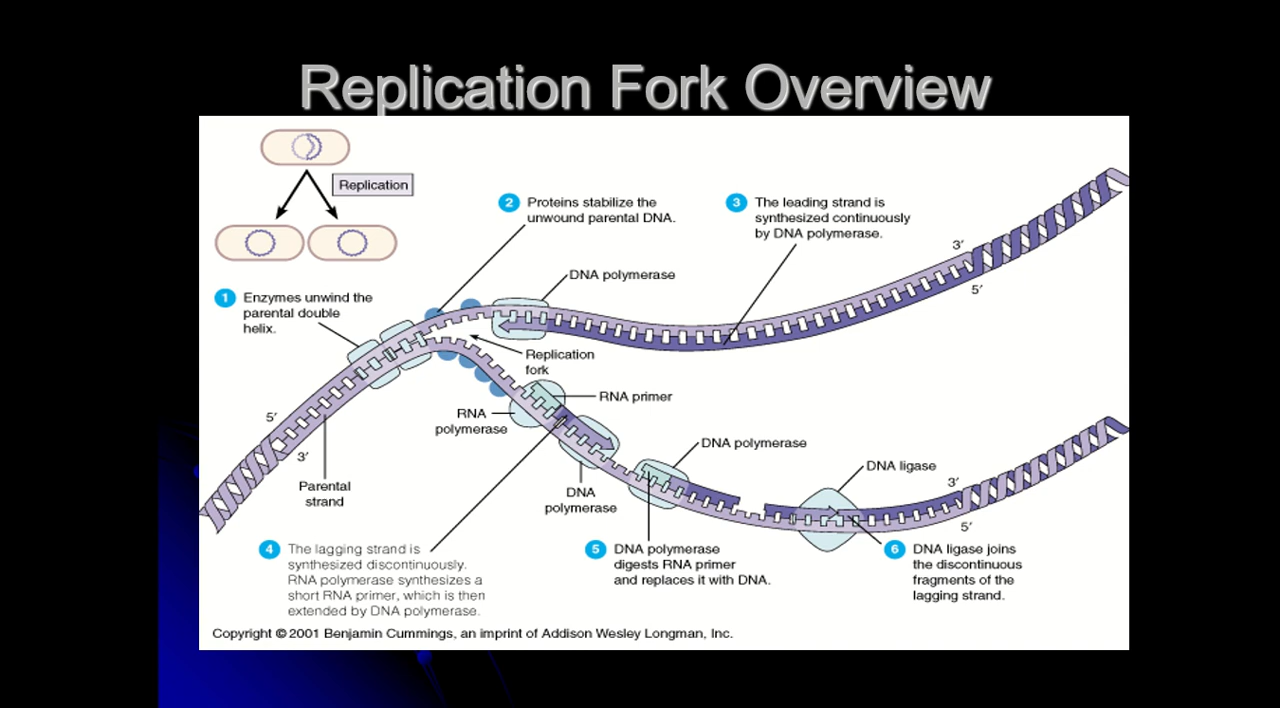 Replication Fork Overview
Replication
2 Proteins stabilize the
unwound parental DNA.
3 The leading strand is
synthesized continuously
by DNA polymerase.
3′
5′
DNA polymerase
1 Enzymes unwind the
parental double
helix.
Replication
fork
RNA primer
RNA
polymerase
5′
3′
DNA polymerase
DNA ligase
Parental
strand
DNA
polymerase
3′
5′
4 The lagging strand is
synthesized discontinuously.
RNA polymerase synthesizes a
short RNA primer, which is then
extended by DNA polymerase.
5 DNA polymerase
digests RNA primer
and replaces it with DNA.
6 DNA ligase joins
the discontinuous
fragments of the
lagging strand.
Copyright © 2001 Benjamin Cummings, an imprint of Addison Wesley Longman, Inc.